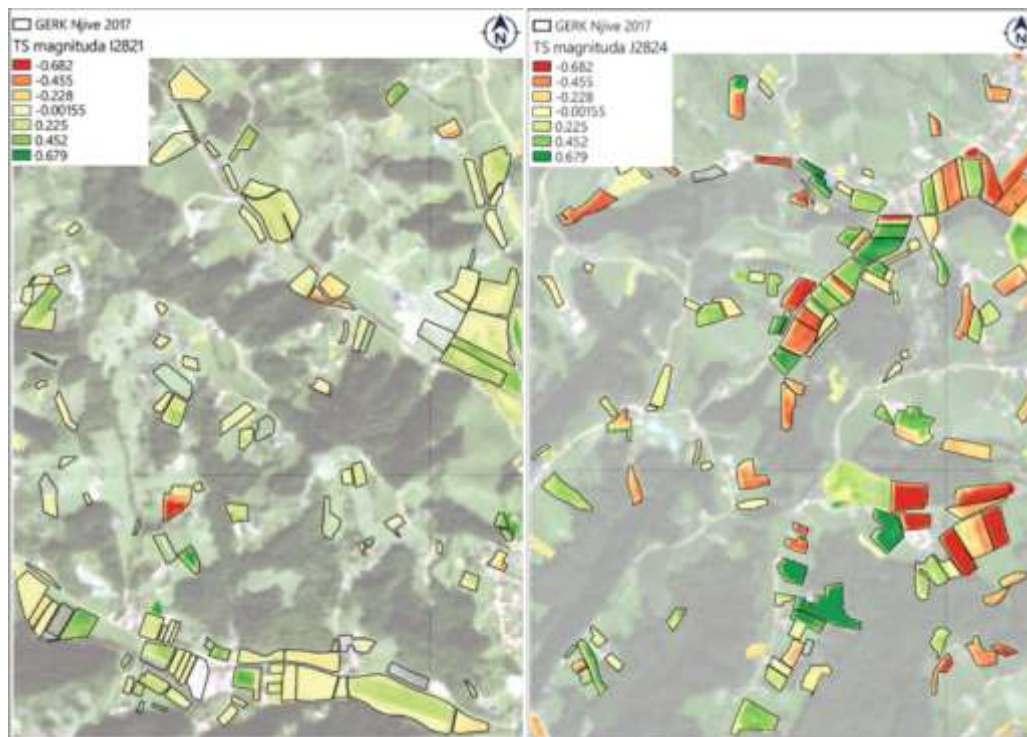 GERK Njive 2017
TS magnituda I2821
-0.682
-0.455
-0.228
-0.00155
0.225
0.452
0.679
N
GERK Njive 2017
TS magnituda J2824
-0.682
-0.455
-0.228
-0.00155
0.225
0.452
0.679
N